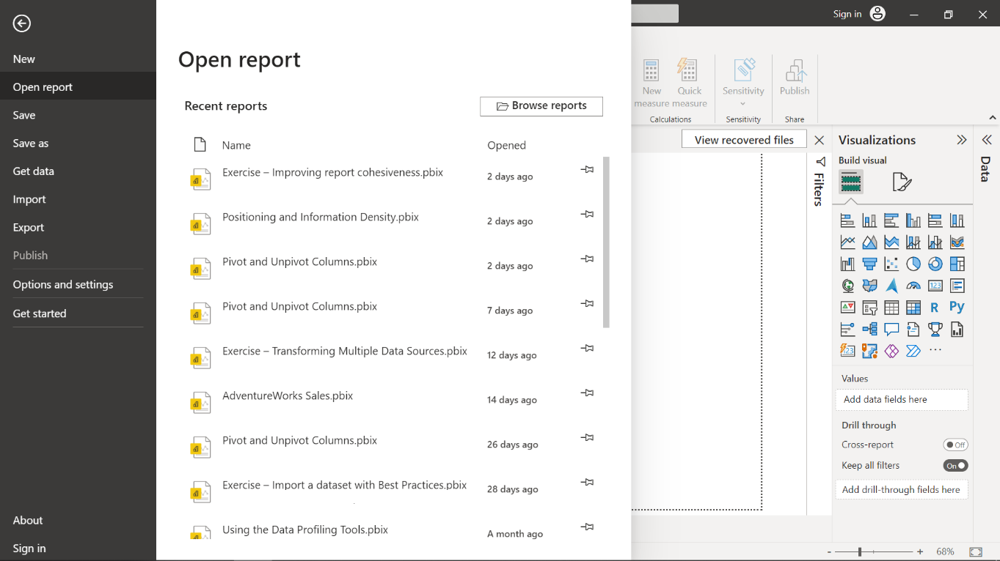 Sign in
New
Open report
Save
Save as
Get data
Import
Export
Publish
Options and settings
Get started
About
Sign in
Open report
Recent reports
Browse reports
Name
Opened
Exercise – Improving report cohesiveness.pbix
2 days ago
Positioning and Information Density.pbix
2 days ago
Pivot and Unpivot Columns.pbix
2 days ago
Pivot and Unpivot Columns.pbix
7 days ago
Exercise – Transforming Multiple Data Sources.pbix
12 days ago
AdventureWorks Sales.pbix
14 days ago
Pivot and Unpivot Columns.pbix
26 days ago
Exercise – Import a dataset with Best Practices.pbix
28 days ago
Using the Data Profiling Tools.pbix
A month ago
New
measure
Quick
measure
Calculations
Sensitivity
Sensitivity
Publish
Share
View recovered files
Filters
Visualizations
Build visual
123
R
Py
123
...
Values
Add data fields here
Drill through
Cross-report
Off
Keep all filters
On
Add drill-through fields here
Data
- + 68%